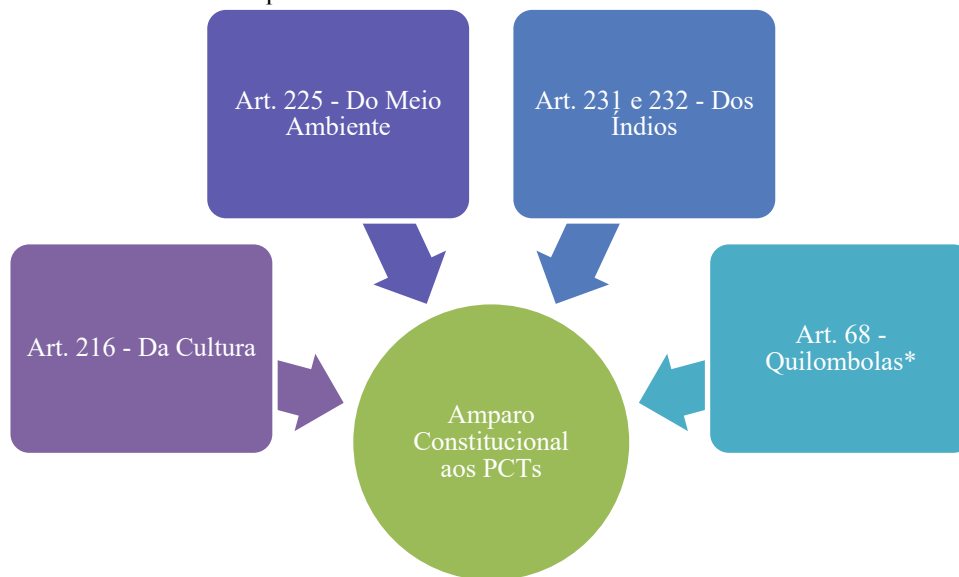 Art. 225 - Do Meio
Ambiente
Art. 231 e 232 - Dos
Índios
Art. 216 - Da Cultura
Art. 68 -
Quilombolas*
Amparo
Constitucional
aos PCTs